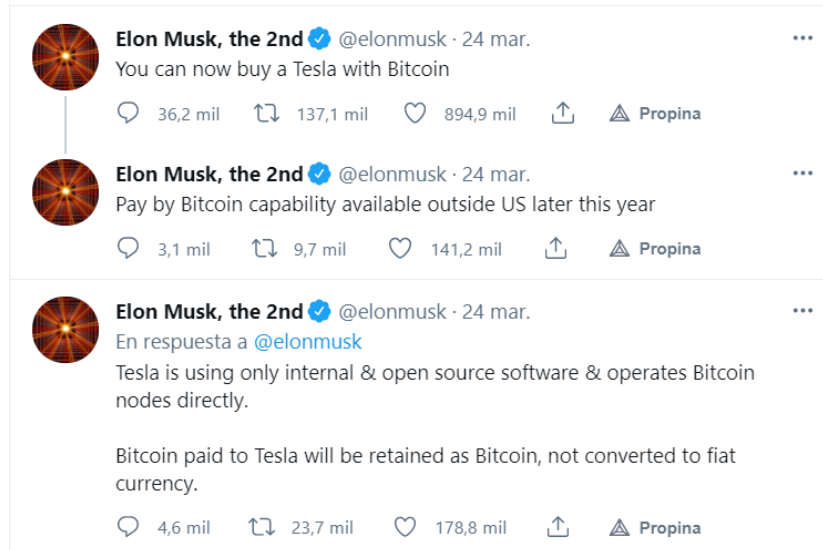 Elon Musk, the 2nd @elonmusk · 24 mar.
You can now buy a Tesla with Bitcoin
36,2 mil 137,1 mil 894,9 mil Propina
Elon Musk, the 2nd @elonmusk · 24 mar.
Pay by Bitcoin capability available outside US later this year
3,1 mil 9,7 mil 141,2 mil Propina
Elon Musk, the 2nd @elonmusk · 24 mar.
En respuesta a @elonmusk
Tesla is using only internal & open source software & operates Bitcoin
nodes directly.
Bitcoin paid to Tesla will be retained as Bitcoin, not converted to fiat
currency.
4,6 mil 23,7 mil 178,8 mil Propina